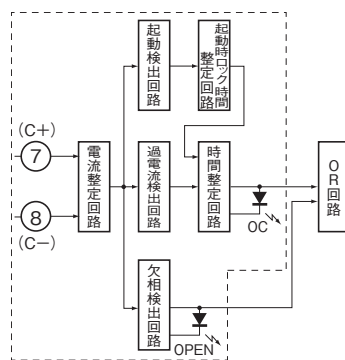 起動検出回路
起動時ロック時間
整定回路
(C+)
7
電流整定回路
過電流検出回路
時間整定回路
OR回路
8
(C−)
OC
欠相検出回路
OPEN